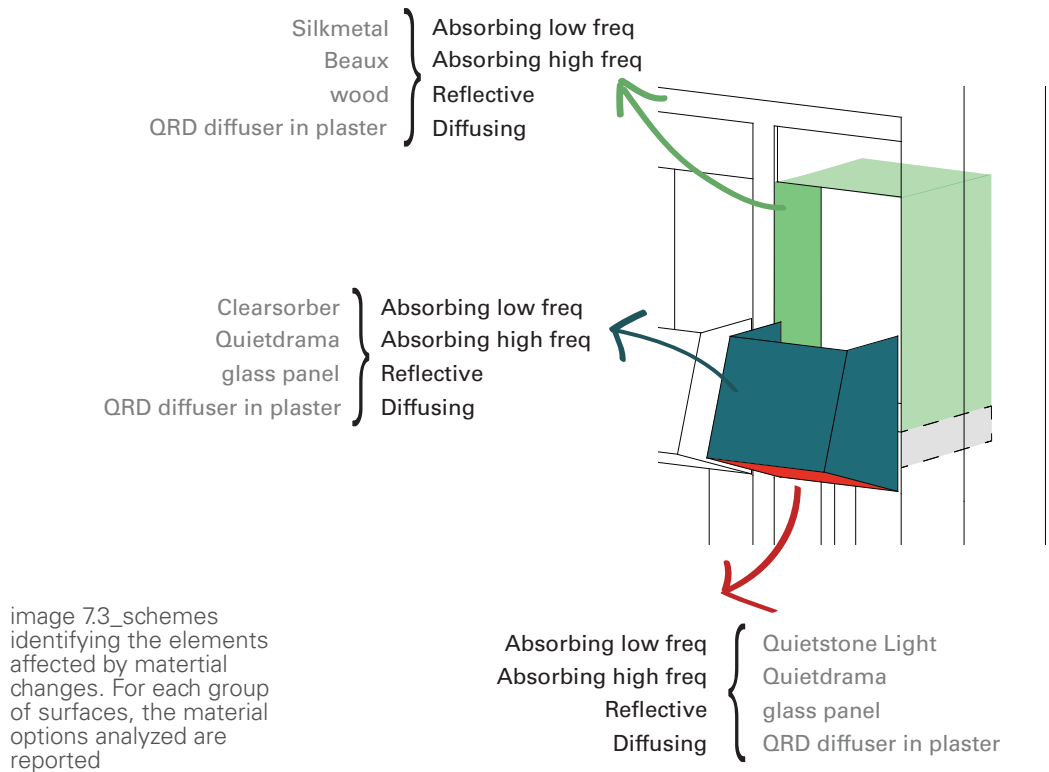 Silkmetal Absorbing low freq
Beaux Absorbing high freq
wood Reflective
QRD diffuser in plaster Diffusing
Clearsorber Absorbing low freq
Quietdrama Absorbing high freq
glass panel Reflective
QRD diffuser in plaster Diffusing
image 7.3_schemes
identifying the elements
affected by matertial
changes. For each group
of surfaces, the material
options analyzed are
reported
Absorbing low freq Quietstone Light
Absorbing high freq Quietdrama
Reflective glass panel
Diffusing QRD diffuser in plaster